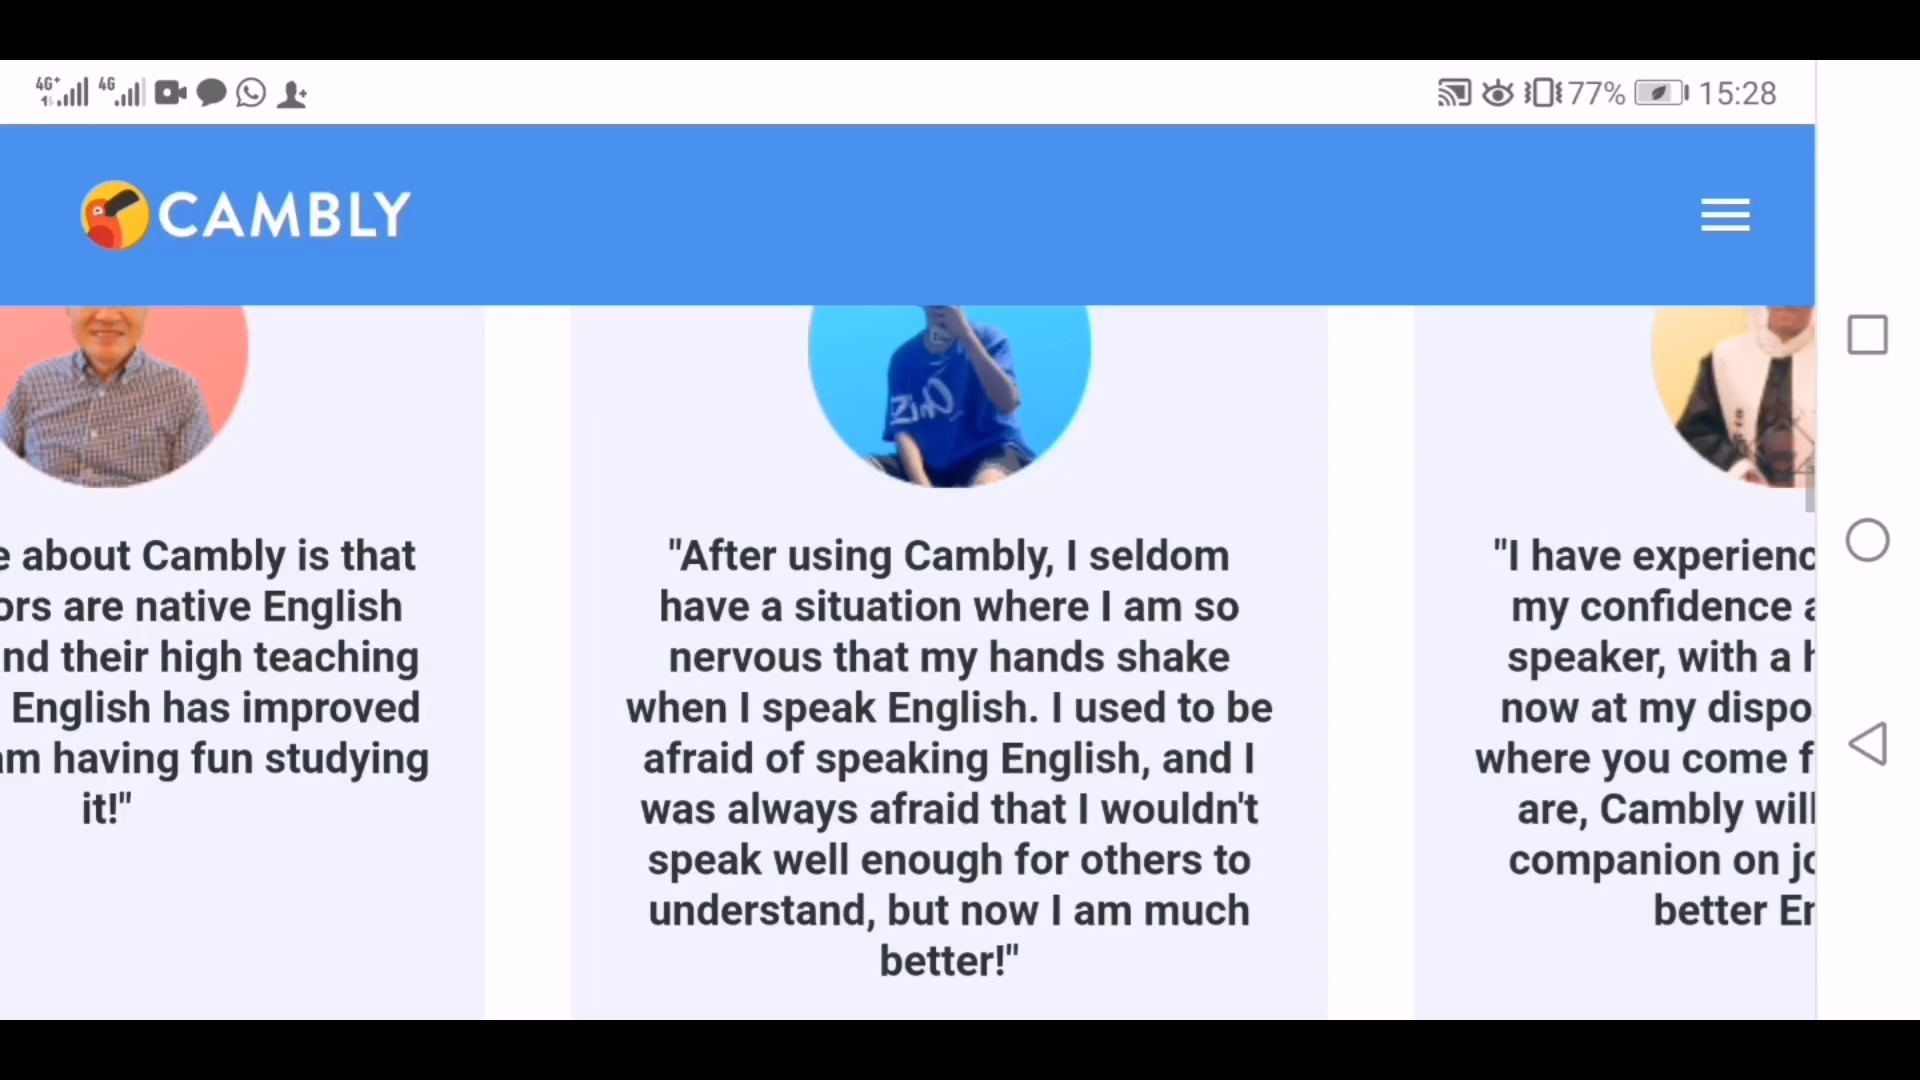 4G+ 4G 77% 15:28
CAMBLY
about Cambly is that
are native English
their high teaching
English has improved
having fun studying
it!"
"After using Cambly, I seldom
have a situation where I am so
nervous that my hands shake
when I speak English. I used to be
afraid of speaking English, and I
was always afraid that I wouldn't
speak well enough for others to
understand, but now I am much
better!"
"I have
my confidence
speaker, with a
now at my
where you come
are, Cambly will
companion on
better